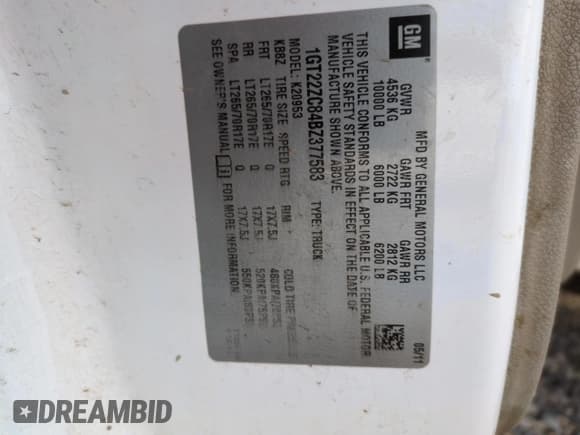 GM
MFD BY GENERAL MOTORS LLC
05/11
GVWR GAWR FRT GAWR RR
4536 KG 2722 KG 2812 KG
10000 LB 6000 LB 6200 LB
THIS VEHICLE CONFORMS TO ALL APPLICABLE U.S. FEDERAL MOTOR
VEHICLE SAFETY STANDARDS IN EFFECT ON THE DATE OF
MANUFACTURE SHOWN ABOVE.
1GT22ZC84BZ377583 TYPE: TRUCK
MODEL: K20953
KB8Z TIRE SIZE SPEED RTG RIM COLD TIRE
FRT LT265/70R17E Q 17X7.5J
RR LT265/70R17E Q 17X7.5J
SPA LT265/70R17E Q 17X7.5J
SEE OWNER'S MANUAL FOR MORE INFORMATION.
DREAMBID